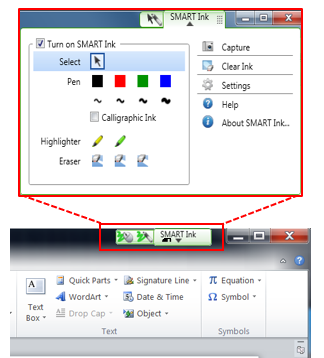 SMART Ink
Turn on SMART Ink
Select
Pen
Calligraphic Ink
Highlighter
Eraser
Capture
Clear Ink
Settings
Help
About SMART Ink...
SMART Ink
Quick Parts
Signature Line
Equation
WordArt
Date & Time
Symbol
Text
Box
Drop Cap
Object
Text
Symbols